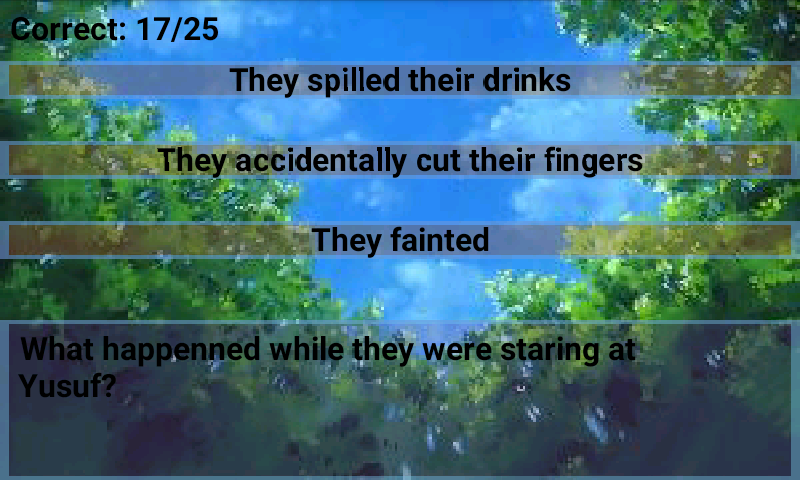 Correct: 17/25
They spilled their drinks
They accidentally cut their fingers
They fainted
What happenned while they were staring at
Yusuf?